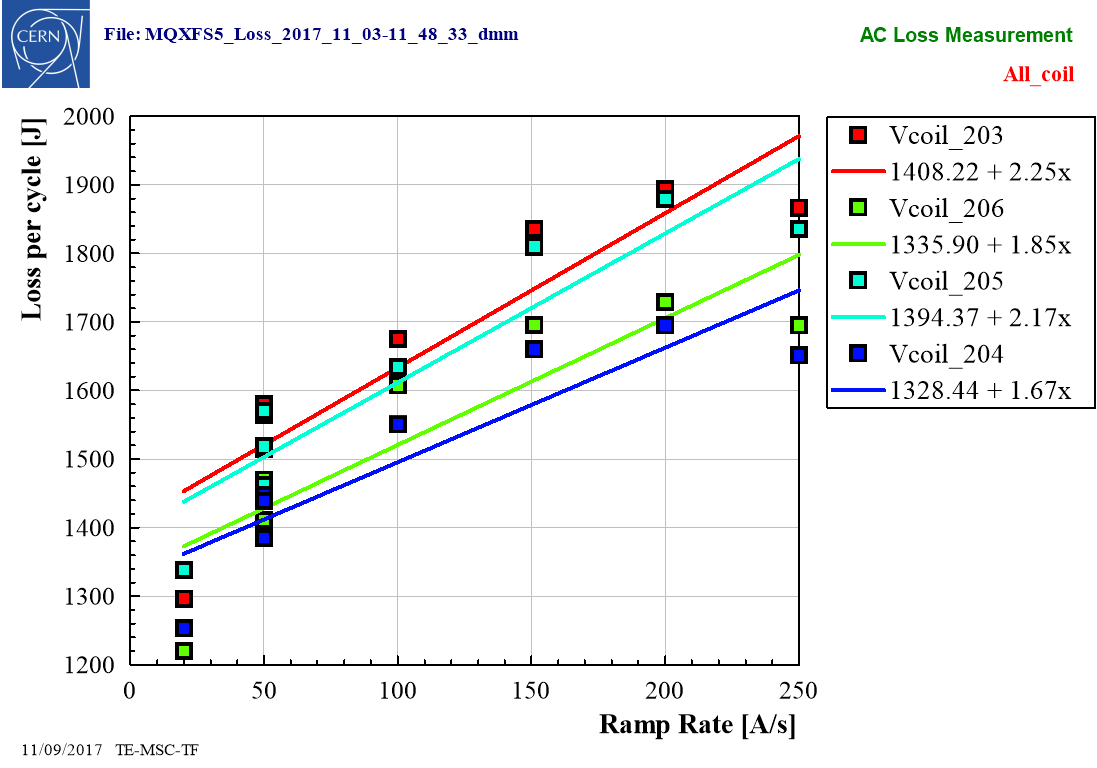 CERN
File: MQXFS5_Loss_2017_11_03-11_48_33_dmm
AC Loss Measurement
All_coil
Loss per cycle [J]
2000
1900
1800
1700
1600
1500
1400
1300
1200
0 50 100 150 200 250
Ramp Rate [A/s]
Vcoil_203
1408.22 + 2.25x
Vcoil_206
1335.90 + 1.85x
Vcoil_205
1394.37 + 2.17x
Vcoil_204
1328.44 + 1.67x
11/09/2017 TE-MSC-TF